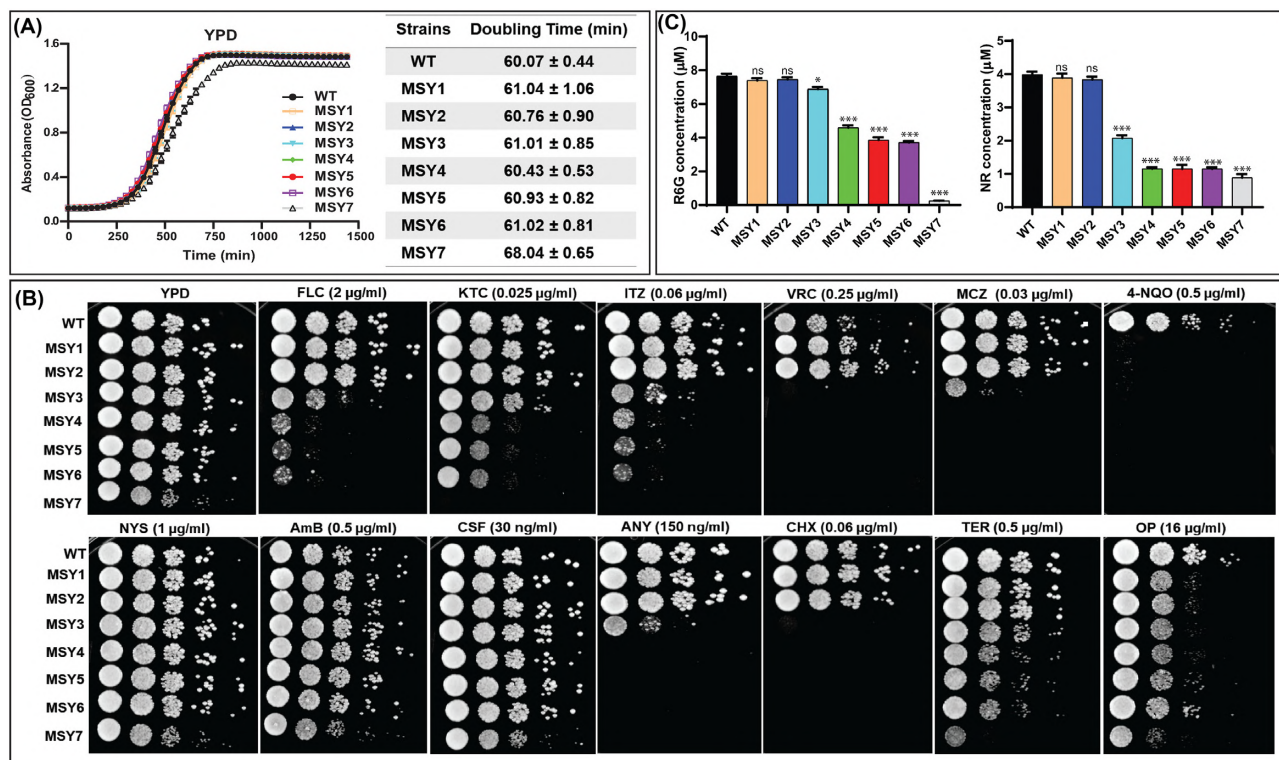 (A)
YPD
Absorbance (OD600)
1.6
1.2
0.8
0.4
0.0
0 250 500 750 1000 1250 1500
Time (min)
WT
MSY1
MSY2
MSY3
MSY4
MSY5
MSY6
MSY7
Strains Doubling Time (min)
WT 60.07 ± 0.44
MSY1 61.04 ± 1.06
MSY2 60.76 ± 0.90
MSY3 61.01 ± 0.85
MSY4 60.43 ± 0.53
MSY5 60.93 ± 0.82
MSY6 61.02 ± 0.81
MSY7 68.04 ± 0.65
(C)
R6G concentration (µM)
10
8
6
4
2
0
ns ns * *** *** *** ***
WT MSY1 MSY2 MSY3 MSY4 MSY5 MSY6 MSY7
NR concentration (µM)
5
4
3
2
1
0
ns ns *** *** *** *** ***
WT MSY1 MSY2 MSY3 MSY4 MSY5 MSY6 MSY7
(B)
YPD FLC (2 µg/ml) KTC (0.025 µg/ml) ITZ (0.06 µg/ml) VRC (0.25 µg/ml) MCZ (0.03 µg/ml) 4-NQO (0.5 µg/ml)
WT
MSY1
MSY2
MSY3
MSY4
MSY5
MSY6
MSY7
NYS (1 µg/ml) AmB (0.5 µg/ml) CSF (30 ng/ml) ANY (150 ng/ml) CHX (0.06 µg/ml) TER (0.5 µg/ml) OP (16 µg/ml)
WT
MSY1
MSY2
MSY3
MSY4
MSY5
MSY6
MSY7